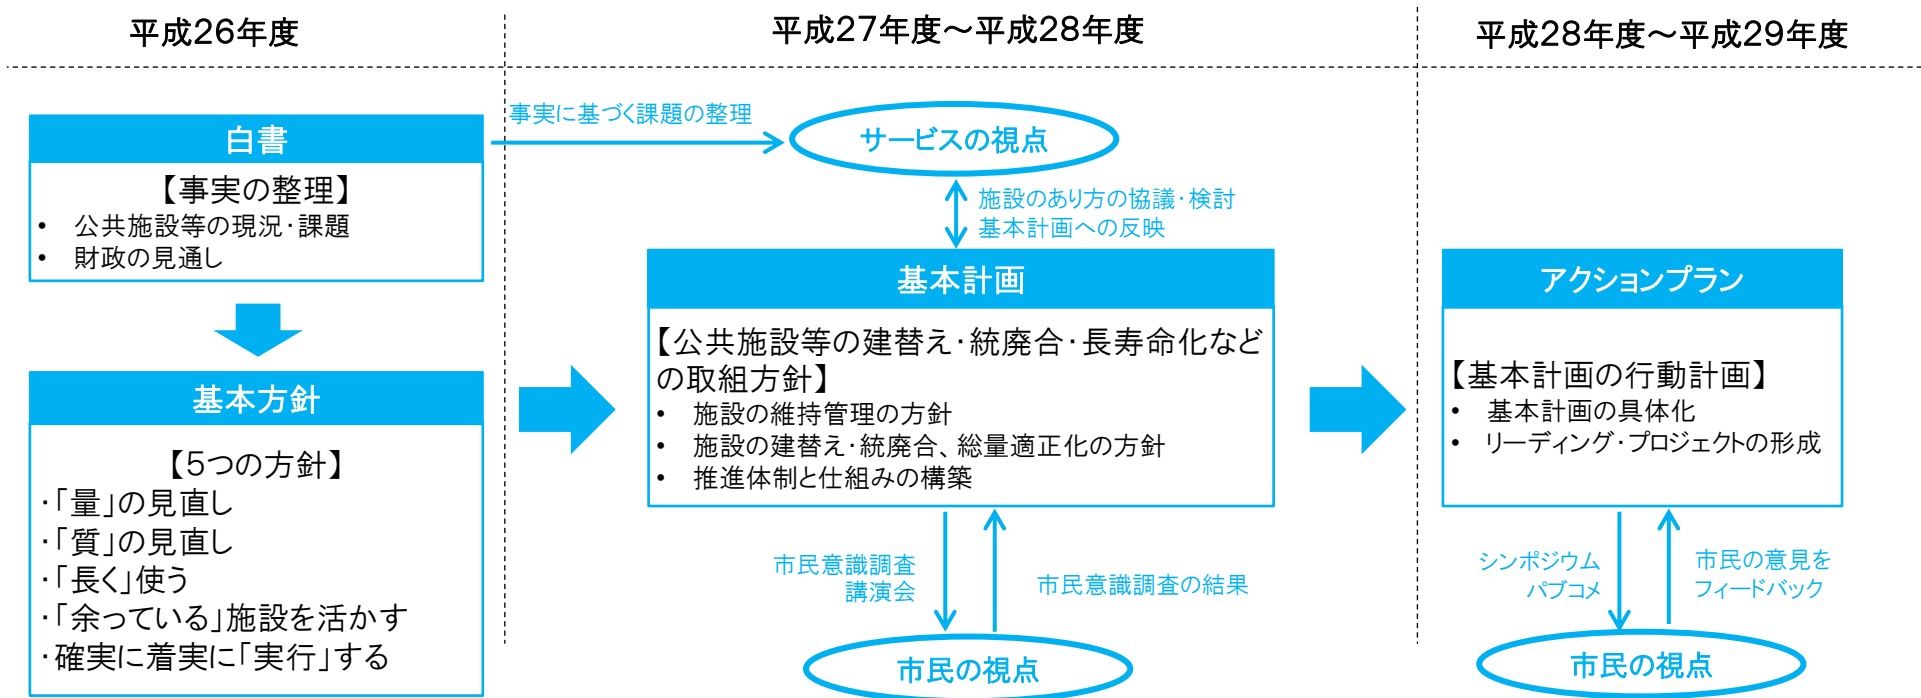 平成26年度
平成27年度～平成28年度
平成28年度～平成29年度
白書
【事実の整理】
• 公共施設等の現況・課題
• 財政の見通し
基本方針
【5つの方針】
・「量」の見直し
・「質」の見直し
・「長く」使う
・「余っている」施設を活かす
・確実に着実に「実行」する
事実に基づく課題の整理
サービスの視点
施設のあり方の協議・検討
基本計画への反映
基本計画
【公共施設等の建替え・統廃合・長寿命化など
の取組方針】
• 施設の維持管理の方針
• 施設の建替え・統廃合、総量適正化の方針
• 推進体制と仕組みの構築
市民意識調査
講演会
市民意識調査の結果
市民の視点
アクションプラン
【基本計画の行動計画】
• 基本計画の具体化
• リーディング・プロジェクトの形成
シンポジウム
パブコメ
市民の意見を
フィードバック
市民の視点